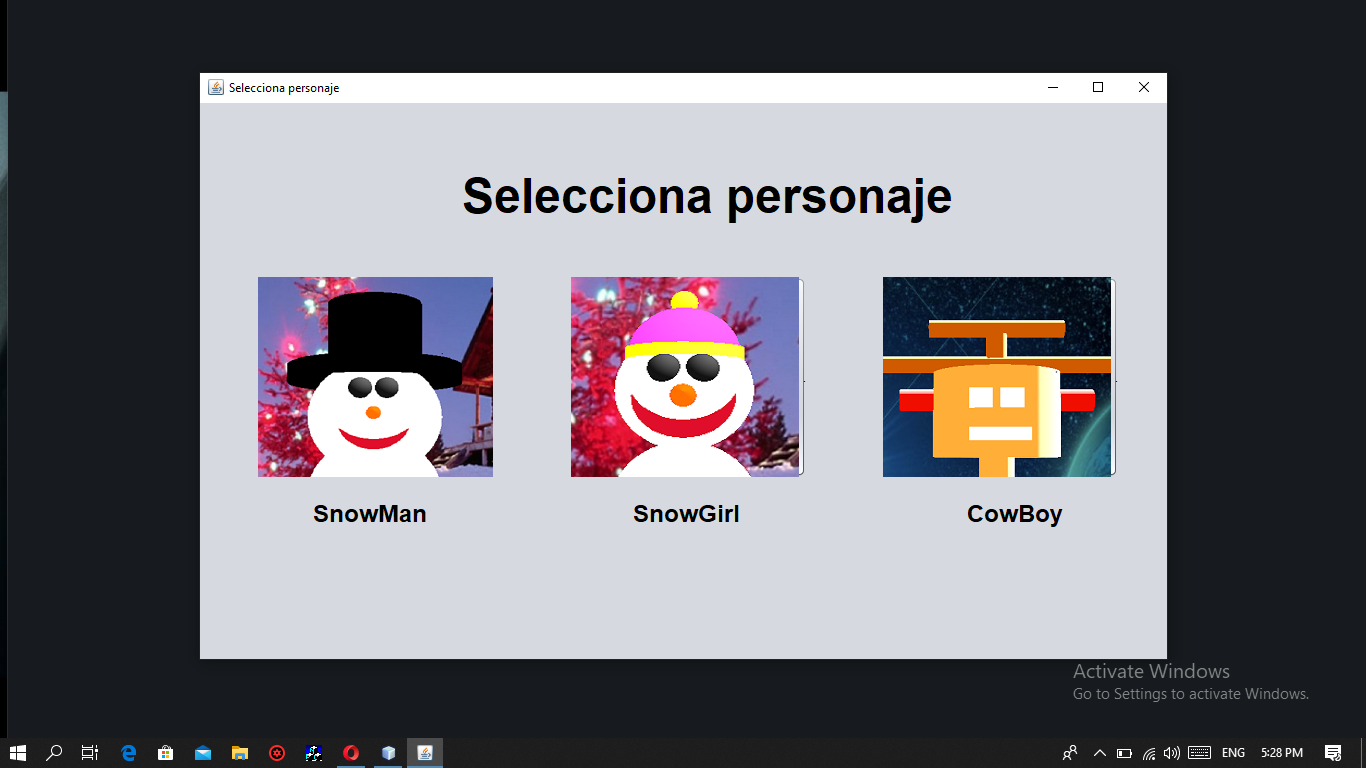 Selecciona personaje
Selecciona personaje
SnowMan
SnowGirl
CowBoy
Activate Windows
Go to Settings to activate Windows.
ENG
5:28 PM